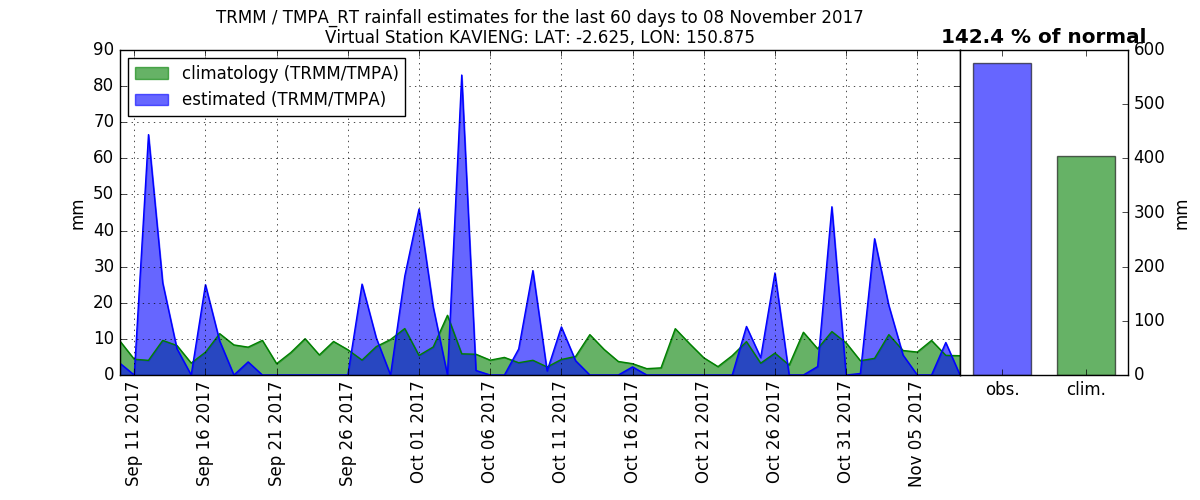 TRMM / TMPA_RT rainfall estimates for the last 60 days to 08 November 2017
Virtual Station KAVIENG: LAT: -2.625, LON: 150.875
142.4 % of normal
climatology (TRMM/TMPA)
estimated (TRMM/TMPA)
90
80
70
60
50
40
30
20
10
0
mm
Sep 11 2017
Sep 16 2017
Sep 21 2017
Sep 26 2017
Oct 01 2017
Oct 06 2017
Oct 11 2017
Oct 16 2017
Oct 21 2017
Oct 26 2017
Oct 31 2017
Nov 05 2017
obs.
clim.
600
500
400
300
200
100
0
mm